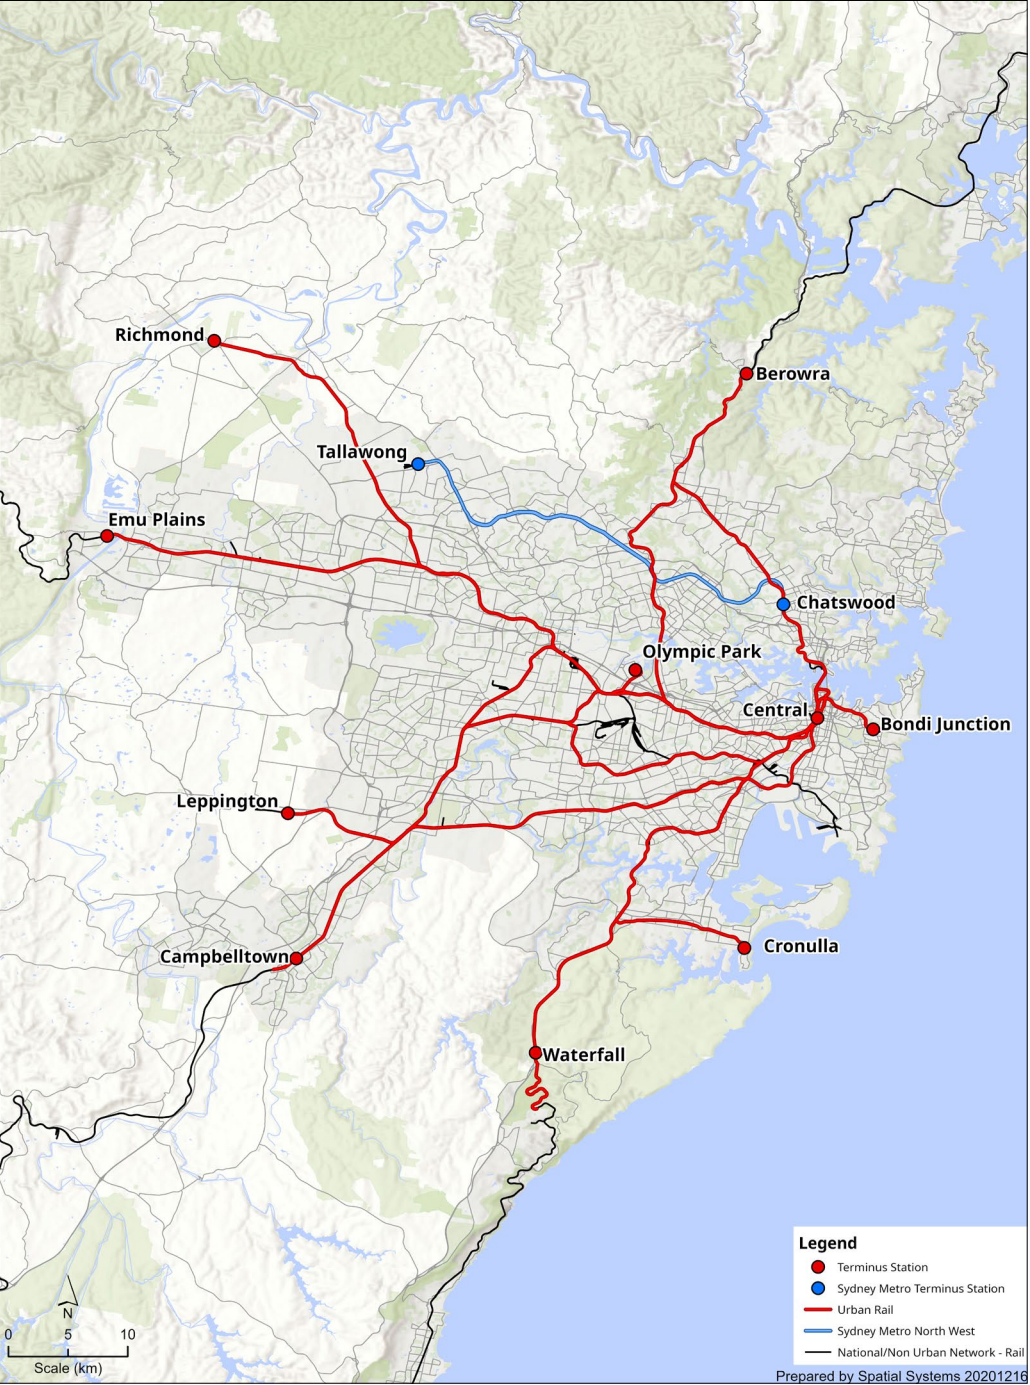 Richmond
Berowra
Tallawong
Emu Plains
Chatswood
Olympic Park
Central
Bondi Junction
Leppington
Cronulla
Campbelltown
Waterfall
Legend
Terminus Station
Sydney Metro Terminus Station
Urban Rail
Sydney Metro North West
National/Non Urban Network - Rail
N
0 5 10
Scale (km)
Prepared by Spatial Systems 20201216